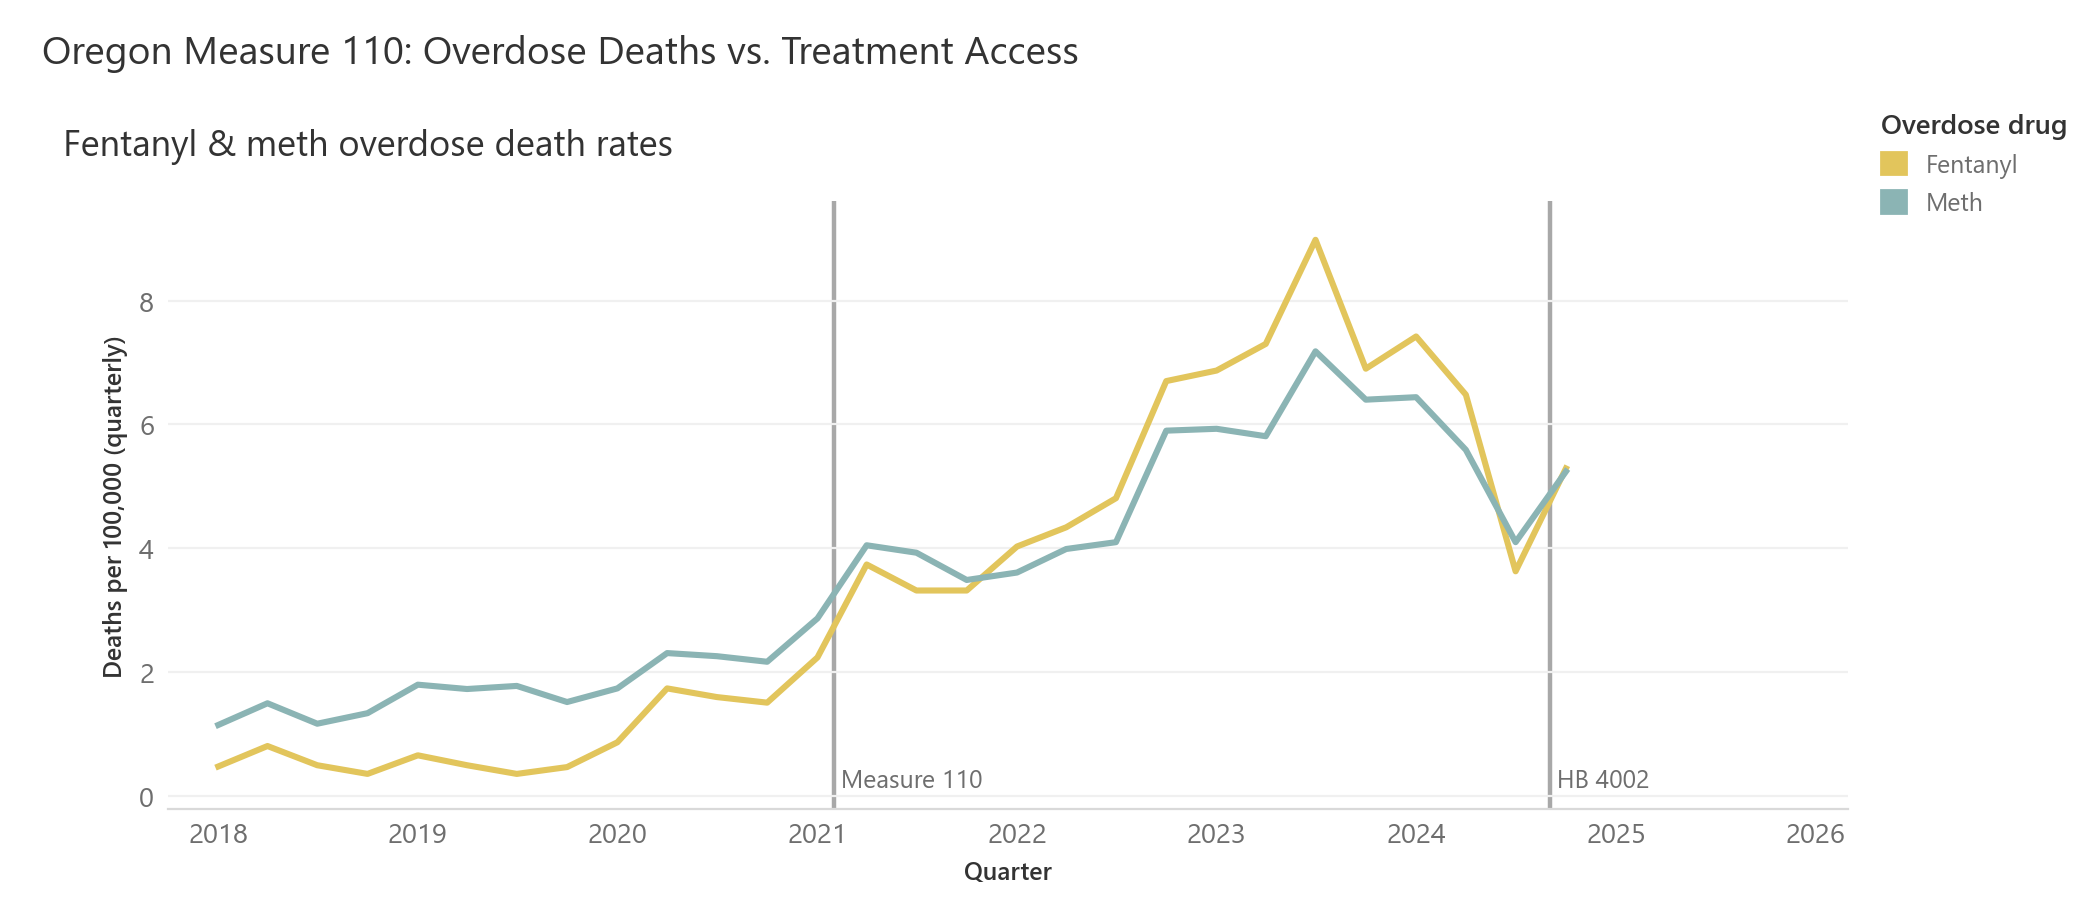 Oregon Measure 110: Overdose Deaths vs. Treatment Access
Fentanyl & meth overdose death rates
Overdose drug
Fentanyl
Meth
Deaths per 100,000 (quarterly)
8
6
4
2
0
Measure 110
HB 4002
2018 2019 2020 2021 2022 2023 2024 2025 2026
Quarter